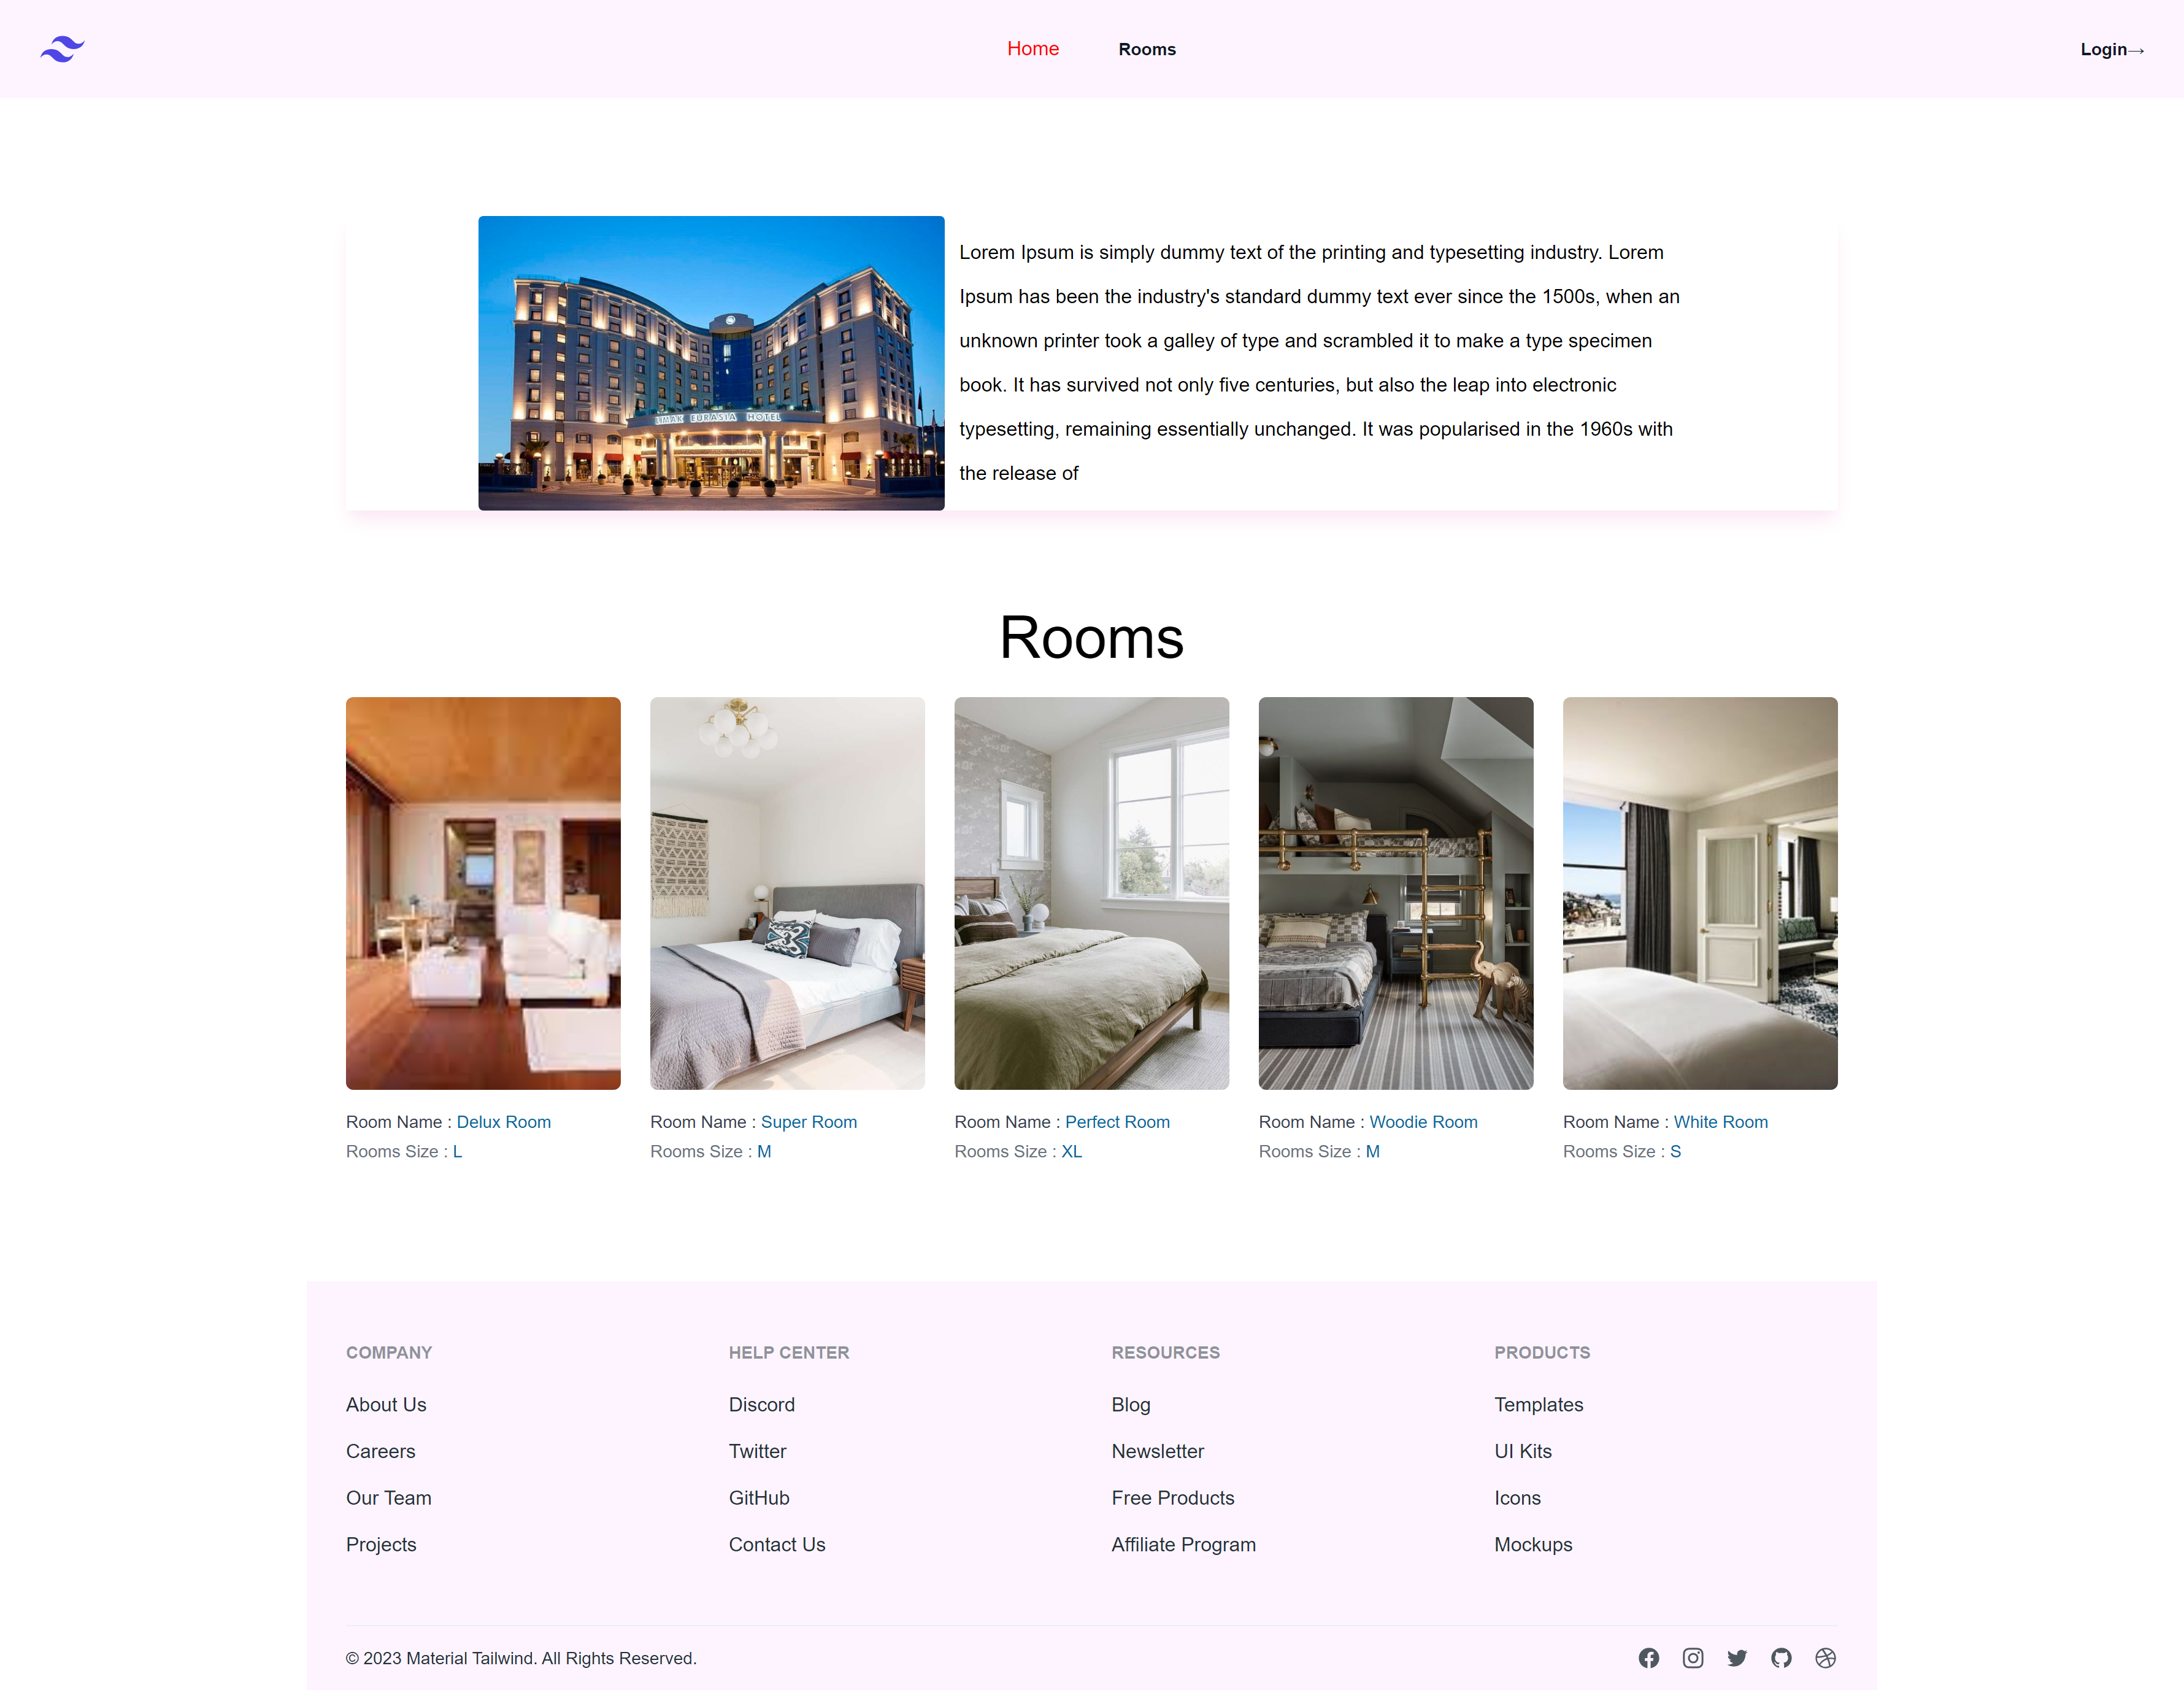 Home
Rooms
Login→
Lorem Ipsum is simply dummy text of the printing and typesetting industry. Lorem
Ipsum has been the industry's standard dummy text ever since the 1500s, when an
unknown printer took a galley of type and scrambled it to make a type specimen
book. It has survived not only five centuries, but also the leap into electronic
typesetting, remaining essentially unchanged. It was popularised in the 1960s with
the release of
EURASIA HOTEL
Rooms
Room Name : Delux Room
Rooms Size : L
Room Name : Super Room
Rooms Size : M
Room Name : Perfect Room
Rooms Size : XL
Room Name : Woodie Room
Rooms Size : M
Room Name : White Room
Rooms Size : S
COMPANY
About Us
Careers
Our Team
Projects
HELP CENTER
Discord
Twitter
GitHub
Contact Us
RESOURCES
Blog
Newsletter
Free Products
Affiliate Program
PRODUCTS
Templates
UI Kits
Icons
Mockups
© 2023 Material Tailwind. All Rights Reserved.